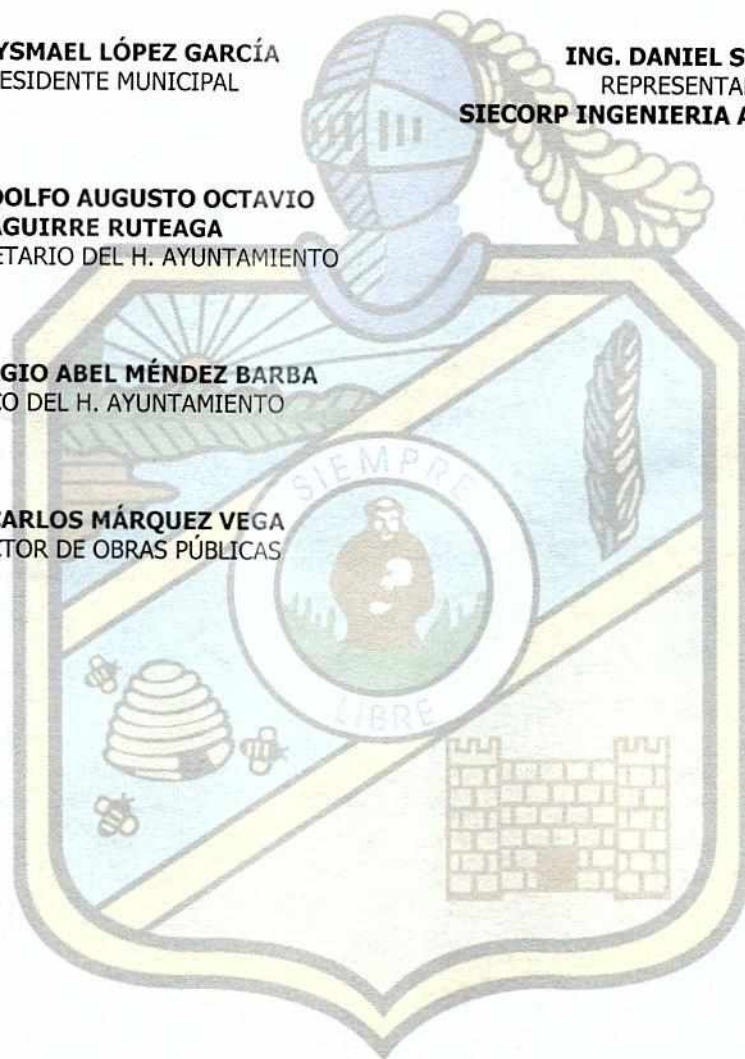 YSMAEL LÓPEZ GARCÍA
ESIDENTE MUNICIPAL
ING. DANIEL S
REPRESENTA
SIECORP INGENIERIA A
DOLFO AUGUSTO OCTAVIO
AGUIRRE RUTEAGA
ETARIO DEL H. AYUNTAMIENTO
GIO ABEL MÉNDEZ BARBA
CO DEL H. AYUNTAMIENTO
CARLOS MÁRQUEZ VEGA
CTOR DE OBRAS PÚBLICAS
SIEMPRE
LIBRE